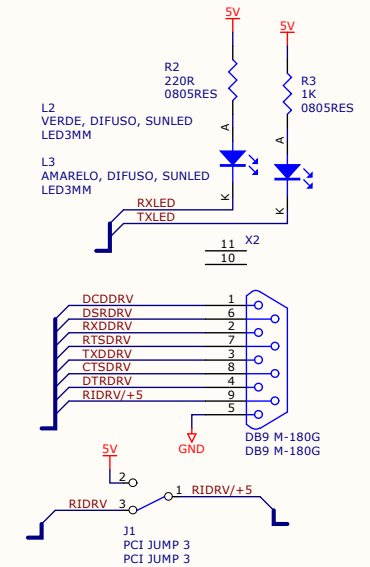 5V
5V
R2
220R
0805RES
R3
1K
0805RES
L2
VERDE, DIFUSO, SUNLED
LED3MM
A
A
L3
AMARELO, DIFUSO, SUNLED
LED3MM
K
K
RXLED
TXLED
X2
11
10
DCDDRV 1
DSRDRV 6
RXDDRV 2
RTSDRV 7
TXDDRV 3
CTSDRV 8
DTRDRV 4
RIDRV/+5 9
5
GND
DB9 M-180G
DB9 M-180G
5V
2
1 RIDRV/+5
RIDRV 3
J1
PCI JUMP 3
PCI JUMP 3